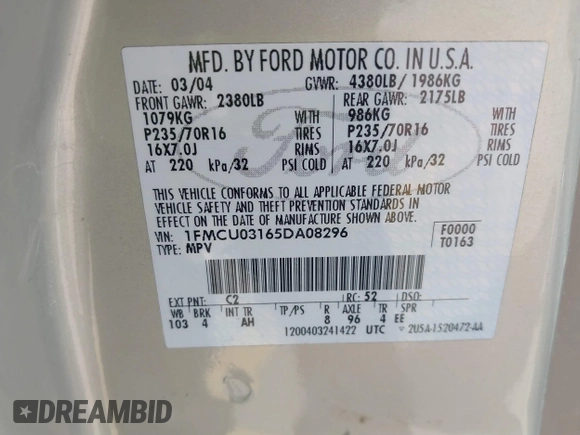 MFD. BY FORD MOTOR CO. IN U.S.A.
DATE: 03/04 GVWR: 4380LB/ 1986KG
FRONT GAWR: 2380LB REAR GAWR: 2175LB
1079KG WITH 986KG WITH
P235/70R16 TIRES P235/70R16 TIRES
16X7.0J RIMS 16X7.0J RIMS
AT 220 kPa/32 PSI COLD AT 220 kPa/32 PSI COLD
THIS VEHICLE CONFORMS TO ALL APPLICABLE FEDERAL MOTOR
VEHICLE SAFETY AND THEFT PREVENTION STANDARDS IN
EFFECT ON THE DATE OF MANUFACTURE SHOWN ABOVE.
VIN: 1FMCU03165DA08296 F0000
TYPE: MPV T0163
Ford
EXT PNT: C2 RC: 52 DSO:
WB BRK INT TR TP/PS R AXLE TR SPR
103 4 AH 8 96 4 EE
1200403241422 UTC 2USA-1520472-AA
DREAMBID